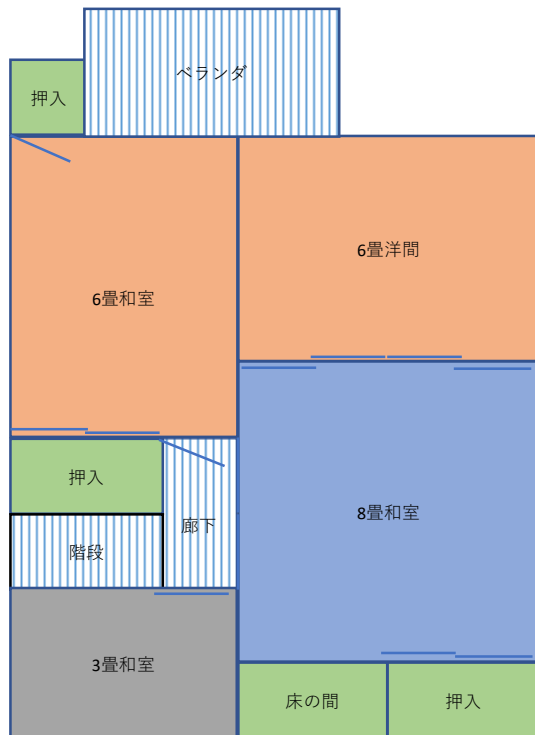 ベランダ
押入
6畳洋間
6畳和室
押入
廊下
8畳和室
階段
3畳和室
床の間
押入